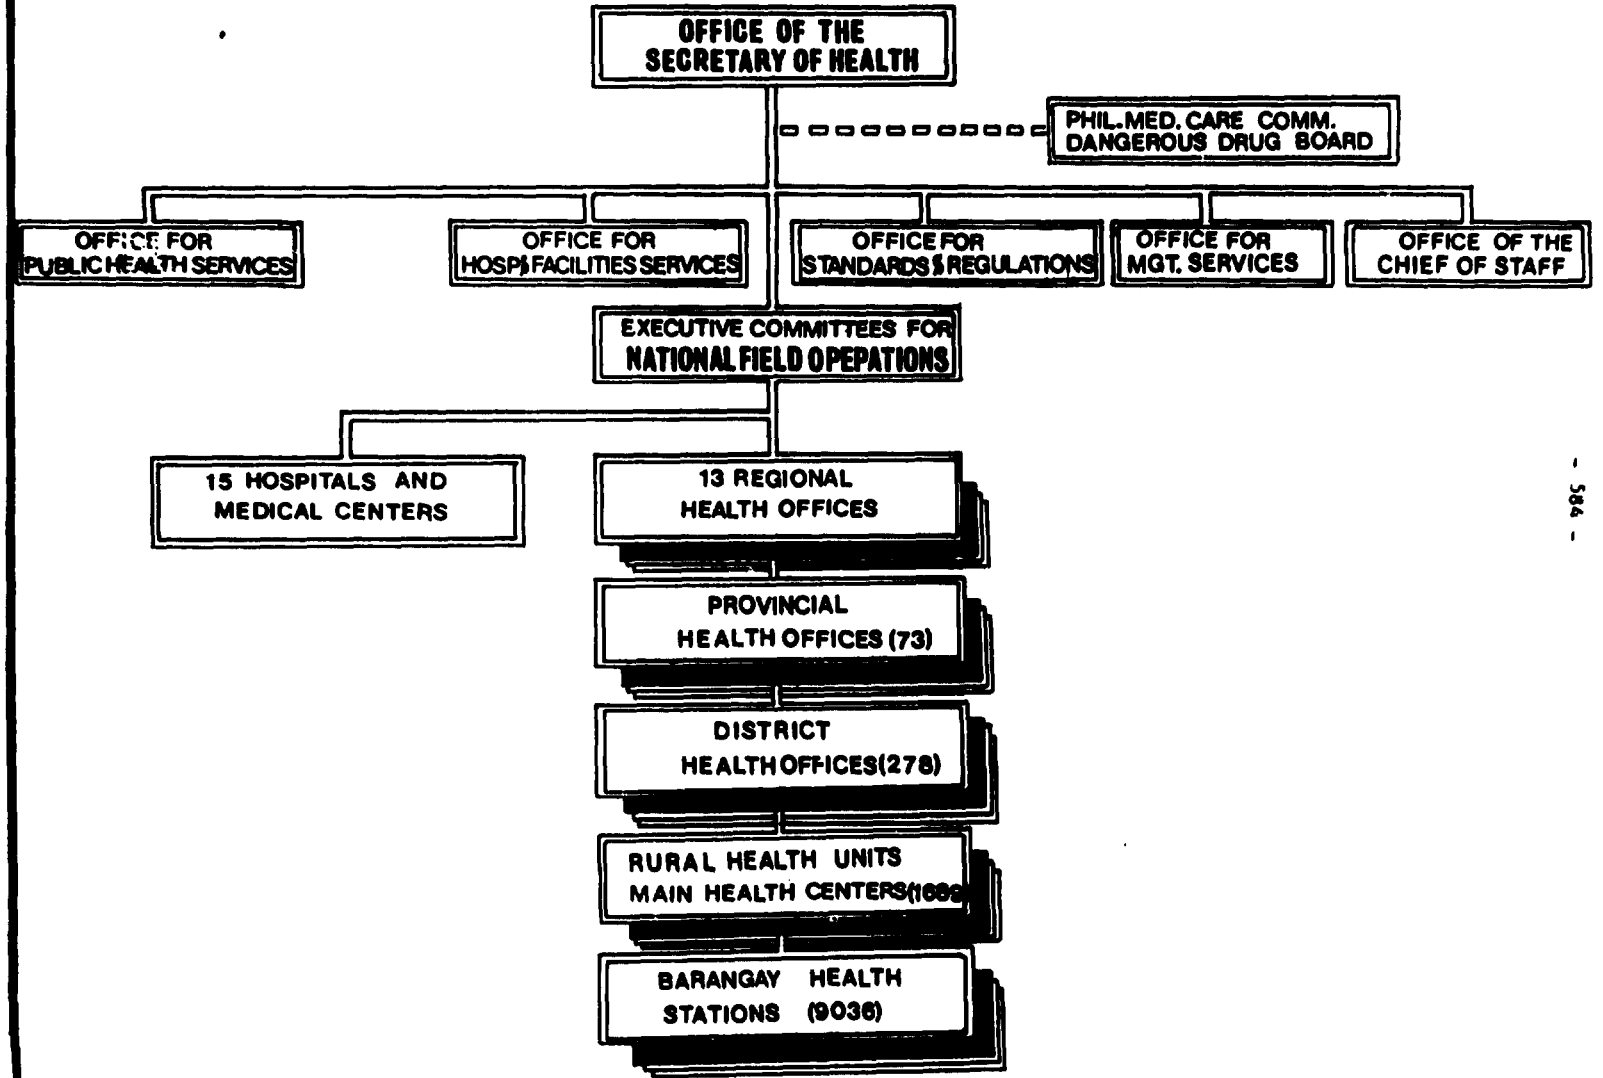 OFFICE OF THE
SECRETARY OF HEALTH
PHIL.MED.CARE COMM.
DANGEROUS DRUG BOARD
OFFICE FOR
PUBLIC HEALTH SERVICES
OFFICE FOR
HOSP. FACILITIES SERVICES
OFFICE FOR
STANDARDS & REGULATIONS
OFFICE FOR
MGT. SERVICES
OFFICE OF THE
CHIEF OF STAFF
EXECUTIVE COMMITTEES FOR
NATIONAL FIELD OPEPATIONS
15 HOSPITALS AND
MEDICAL CENTERS
13 REGIONAL
HEALTH OFFICES
- 584 -
PROVINCIAL
HEALTH OFFICES (73)
DISTRICT
HEALTH OFFICES (278)
RURAL HEALTH UNITS
MAIN HEALTH CENTERS
BARANGAY HEALTH
STATIONS (9036)